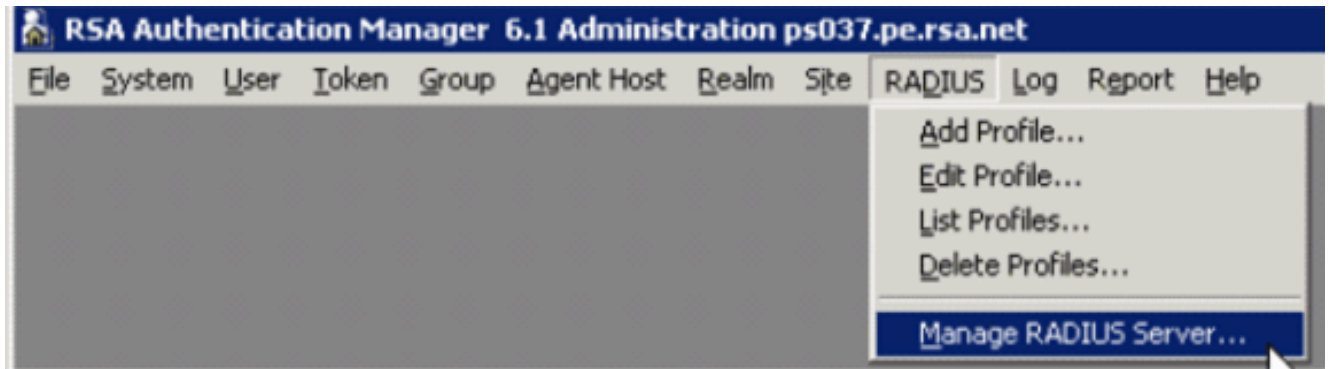 RSA Authentication Manager 6.1 Administration ps037.pe.rsa.net
File System User Token Group Agent Host Realm Site RADIUS Log Report Help
Add Profile...
Edit Profile...
List Profiles...
Delete Profiles...
Manage RADIUS Server...